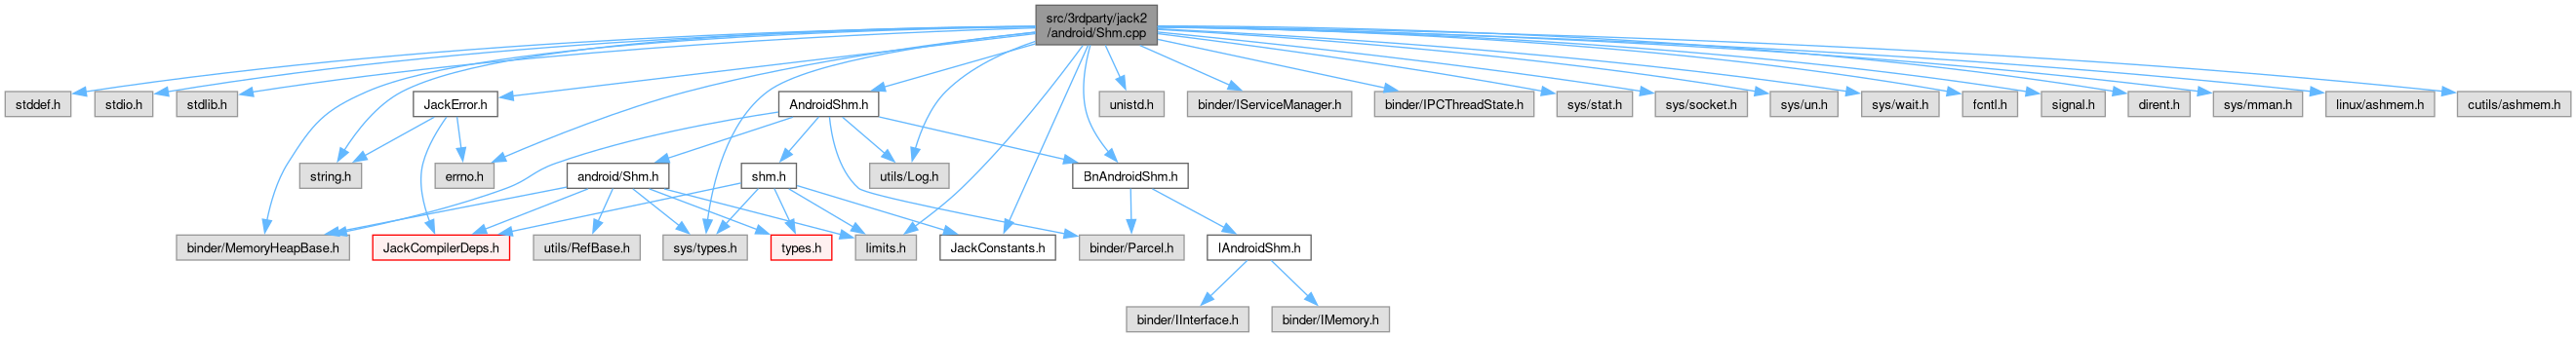 src/3rdparty/jack2
/android/Shm.cpp
stddef.h
stdio.h
stdlib.h
JackError.h
AndroidShm.h
unistd.h
binder/IServiceManager.h
binder/IPCThreadState.h
sys/stat.h
sys/socket.h
sys/un.h
sys/wait.h
fcntl.h
signal.h
dirent.h
sys/mman.h
linux/ashmem.h
cutils/ashmem.h
string.h
errno.h
android/Shm.h
shm.h
utils/Log.h
BnAndroidShm.h
binder/MemoryHeapBase.h
JackCompilerDeps.h
utils/RefBase.h
sys/types.h
types.h
limits.h
JackConstants.h
binder/Parcel.h
IAndroidShm.h
binder/IInterface.h
binder/IMemory.h